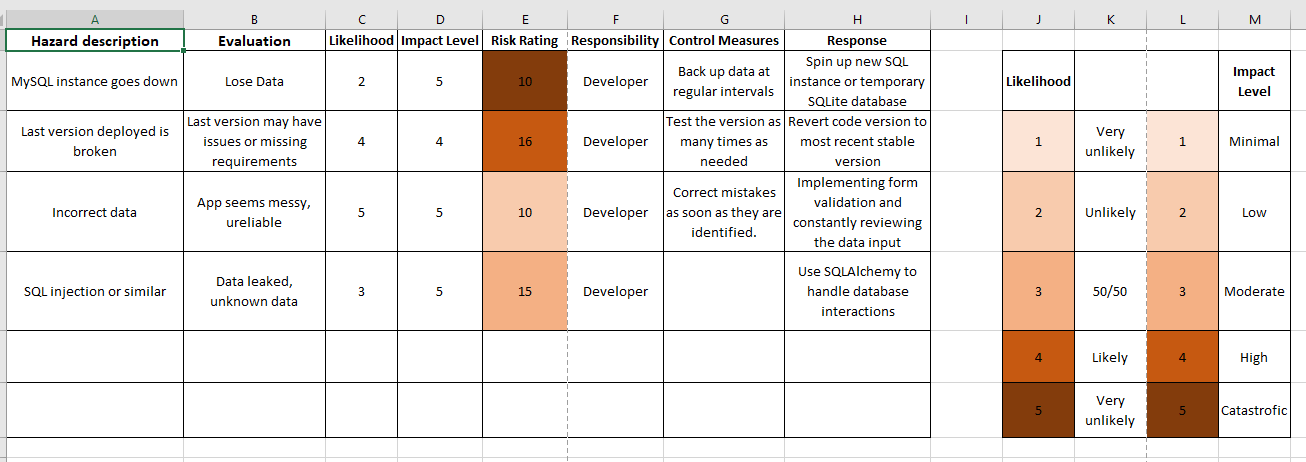 A B C D E F G H I J K L M
Hazard description Evaluation Likelihood Impact Level Risk Rating Responsibility Control Measures Response
MySQL instance goes down
Lose Data
2
5
10
Developer
Back up data at
regular intervals
Spin up new SQL
instance or temporary
SQLite database
Last version deployed is
broken
Last version may have
issues or missing
requirements
4
4
16
Developer
Test the version as
many times as
needed
Revert code version to
most recent stable
version
Incorrect data
App seems messy,
ureliable
5
5
10
Developer
Correct mistakes
as soon as they are
identified.
Implementing form
validation and
constantly reviewing
the data input
SQL injection or similar
Data leaked,
unknown data
3
5
15
Developer
Use SQLAlchemy to
handle database
interactions
Likelihood
Impact
Level
1
Very
unlikely
1
Minimal
2
Unlikely
2
Low
3
50/50
3
Moderate
4
Likely
4
High
5
Very
unlikely
5
Catastrofic